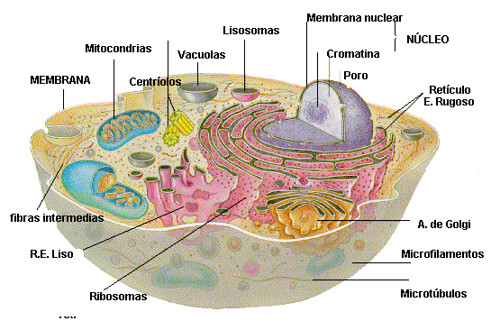 Membrana nuclear
Lisosomas
NÚCLEO
Mitocondrias
Vacuolas
Cromatina
Poro
MEMBRANA
Centríolos
Retículo
E. Rugoso
fibras intermedias
A. de Golgi
R.E. Liso
Microfilamentos
Ribosomas
Microtúbulos